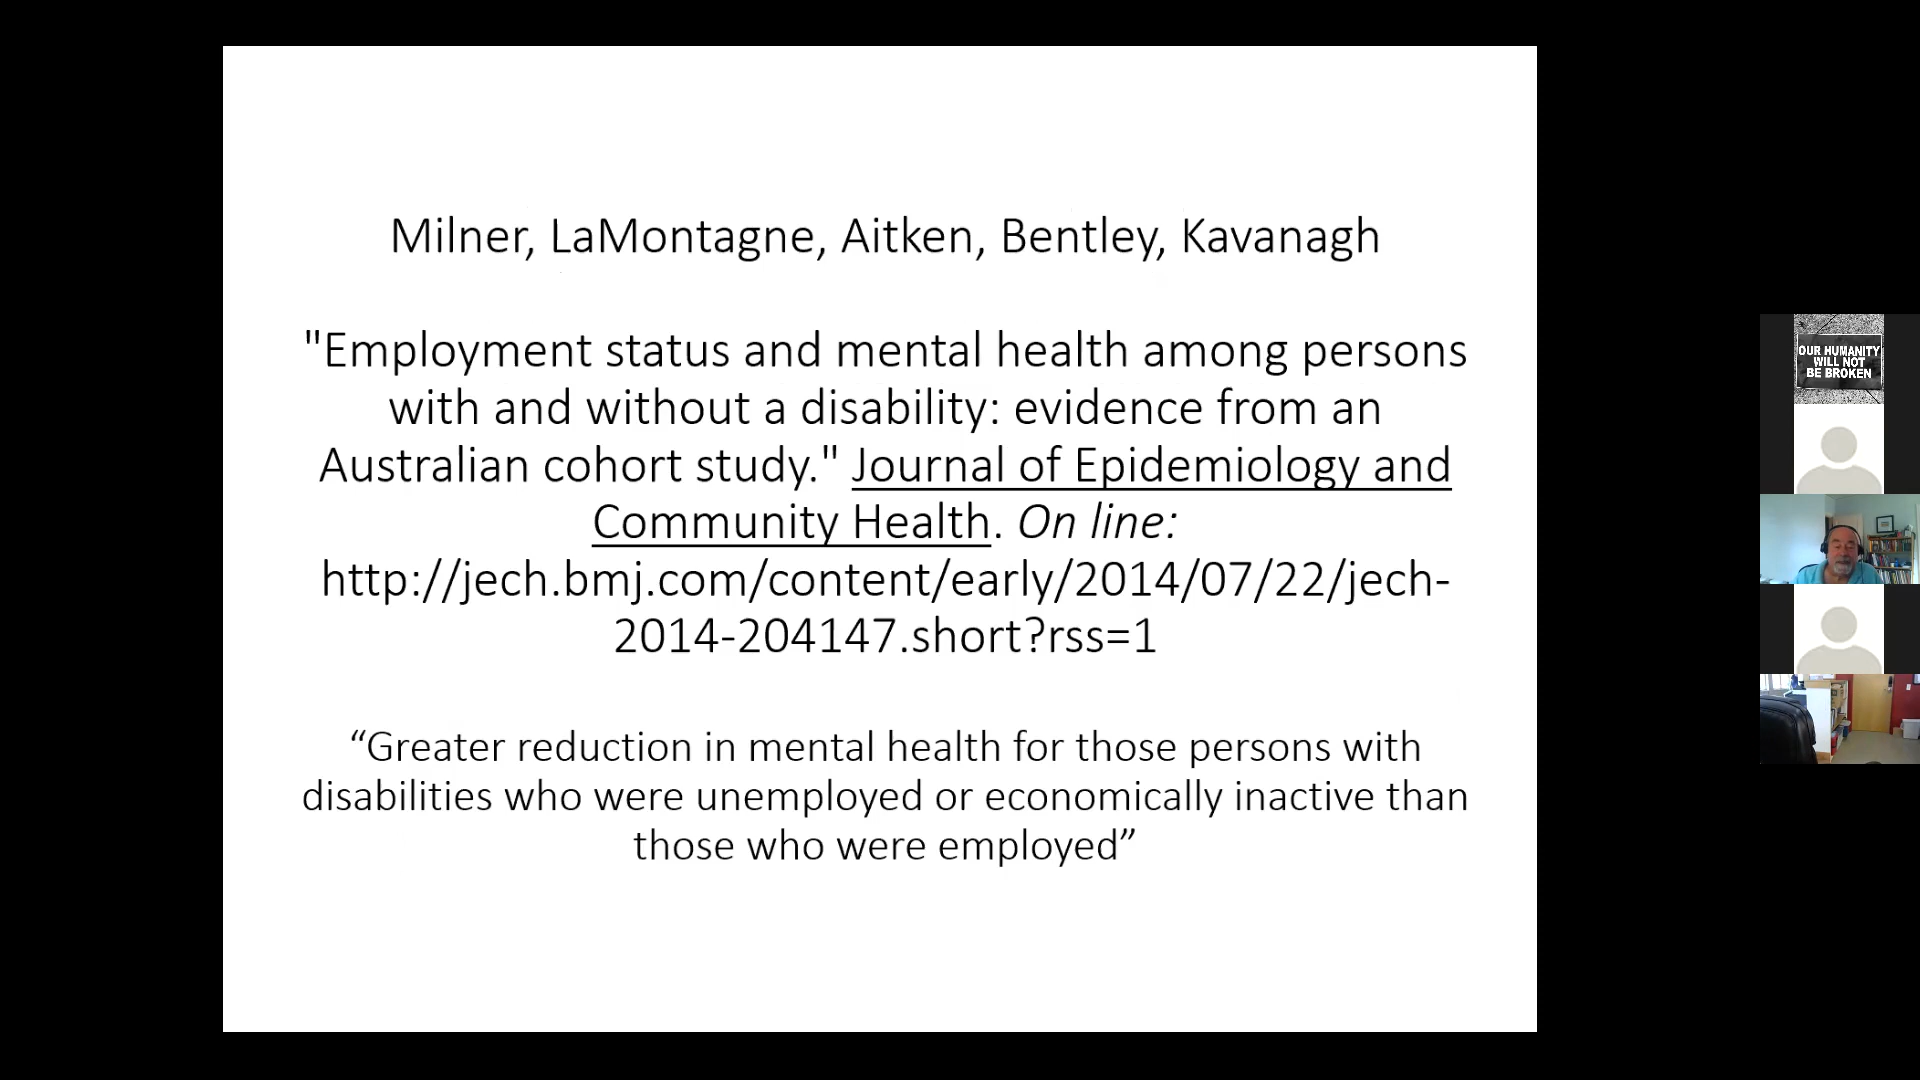 Milner, LaMontagne, Aitken, Bentley, Kavanagh
"Employment status and mental health among persons
with and without a disability: evidence from an
Australian cohort study." Journal of Epidemiology and
Community Health. On line:
http://jech.bmj.com/content/early/2014/07/22/jech-
2014-204147.short?rss=1
“Greater reduction in mental health for those persons with
disabilities who were unemployed or economically inactive than
those who were employed”
OUR HUMANITY
WILL NOT
BE BROKEN